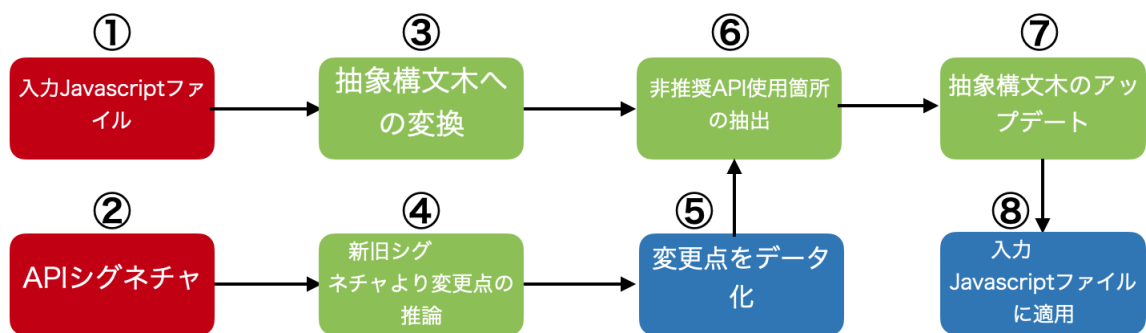 ①
入力Javascriptファ
イル
③
抽象構文木へ
の変換
⑥
非推奨API使用箇所
の抽出
⑦
抽象構文木のアッ
プデート
②
APIシグネチャ
④
新旧シグ
ネチャより変更点の
推論
⑤
変更点をデータ
化
⑧
入力
Javascriptファイル
に適用